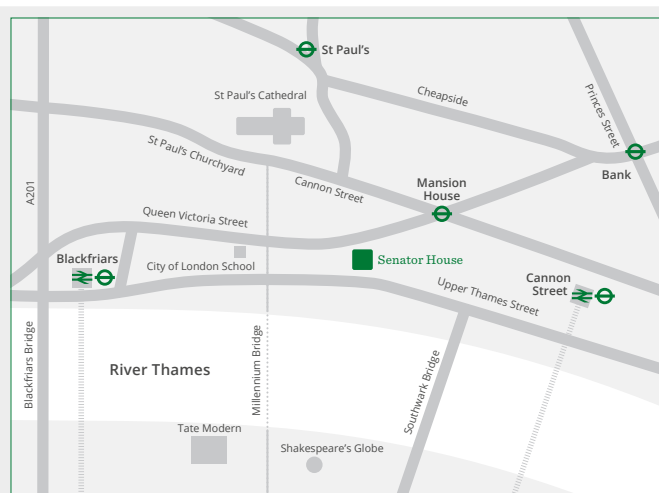 St Paul's
St Paul's Cathedral
Cheapside
Princes Street
St Paul's Churchyard
Bank
A201
Cannon Street
Mansion
House
Queen Victoria Street
Blackfriars
City of London School
Senator House
Cannon
Street
Upper Thames Street
Blackfriars Bridge
River Thames
Millennium Bridge
Southwark Bridge
Tate Modern
Shakespeare's Globe